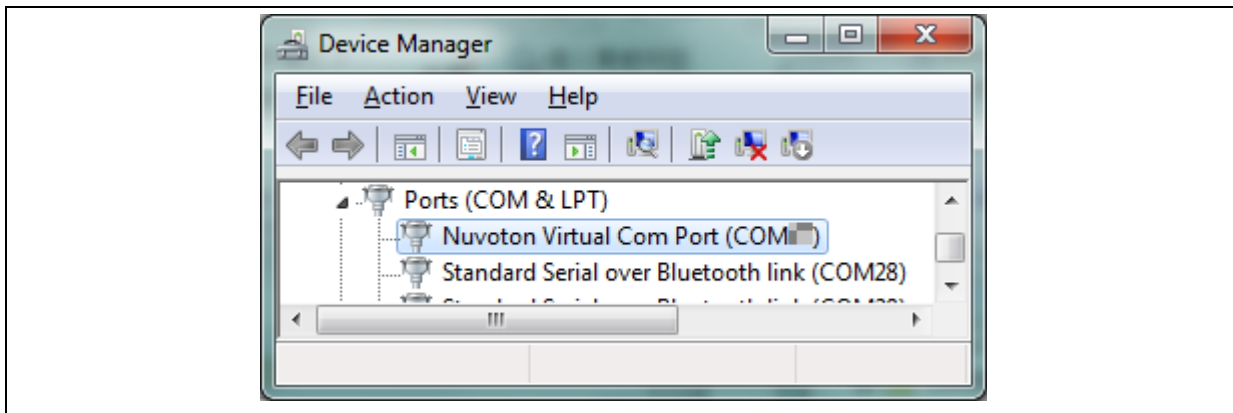 Device Manager
File Action View Help
Ports (COM & LPT)
Nuvoton Virtual Com Port (COM )
Standard Serial over Bluetooth link (COM28)